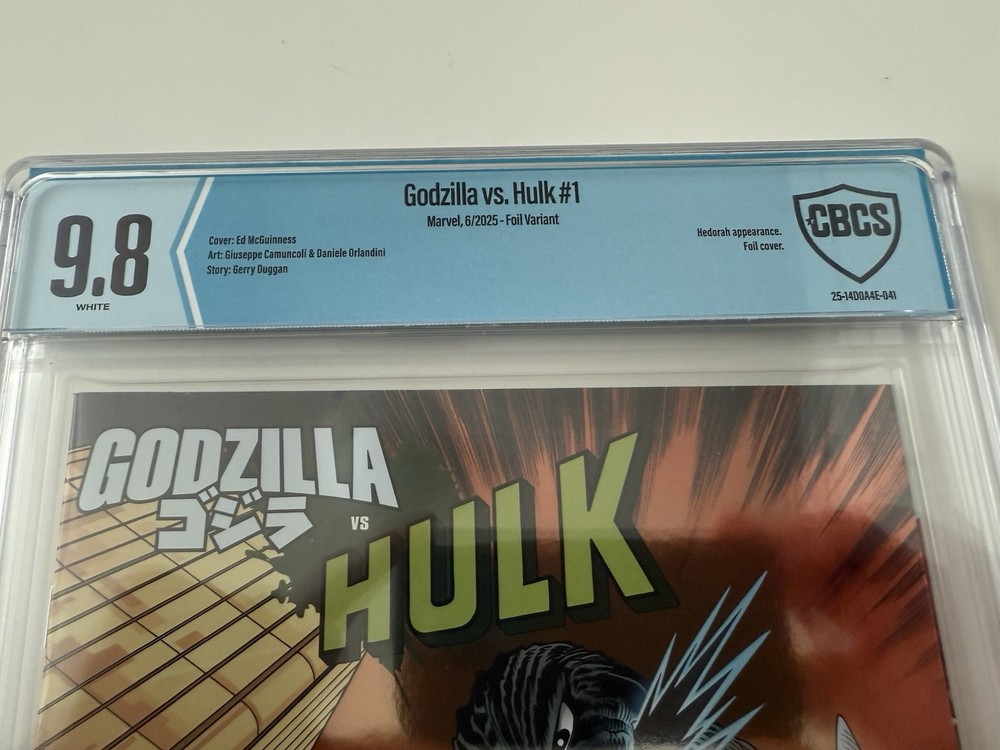 9.8
WHITE
Godzilla vs. Hulk #1
Marvel, 6/2025 - Foil Variant
Cover: Ed McGuinness
Art: Giuseppe Camuncoli & Daniele Orlandini
Story: Gerry Duggan
Hedorah appearance.
Foil cover.
CBCS
25-14D0A4E-041
GODZILLA
ゴジラ
VS
HULK